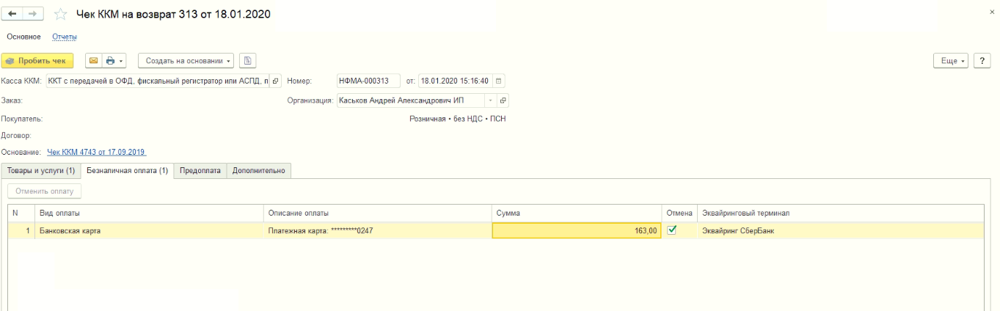 Чек ККМ на возврат 313 от 18.01.2020
Основное Отчеты
Пробить чек Создать на основании Еще ?
Касса ККМ: ККТ с передачей в ОФД, фискальный регистратор или АСПД, п Номер: НФМА-000313 от: 18.01.2020 15:16:40
Заказ: Организация: Каськов Андрей Александрович ИП
Покупатель: Розничная • без НДС • ПСН
Договор:
Основание: Чек ККМ 4743 от 17.09.2019
Товары и услуги (1) Безналичная оплата (1) Предоплата Дополнительно
Отменить оплату
N Вид оплаты Описание оплаты Сумма Отмена Эквайринговый терминал
1 Банковская карта Платежная карта: *********0247 163,00 Эквайринг СберБанк